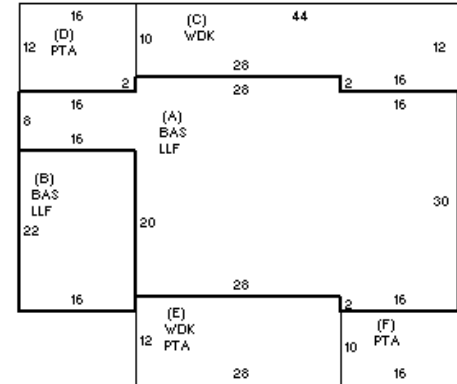 16 (C) 44
12 (D) PTA 10 WDK 12
28
2 2 16
16 28 16
8 (A)
BAS
LLF
16
(B)
BAS
LLF
22 20 30
28
16 2 16
(E) (F)
WDK PTA
12 PTA 10
28 16